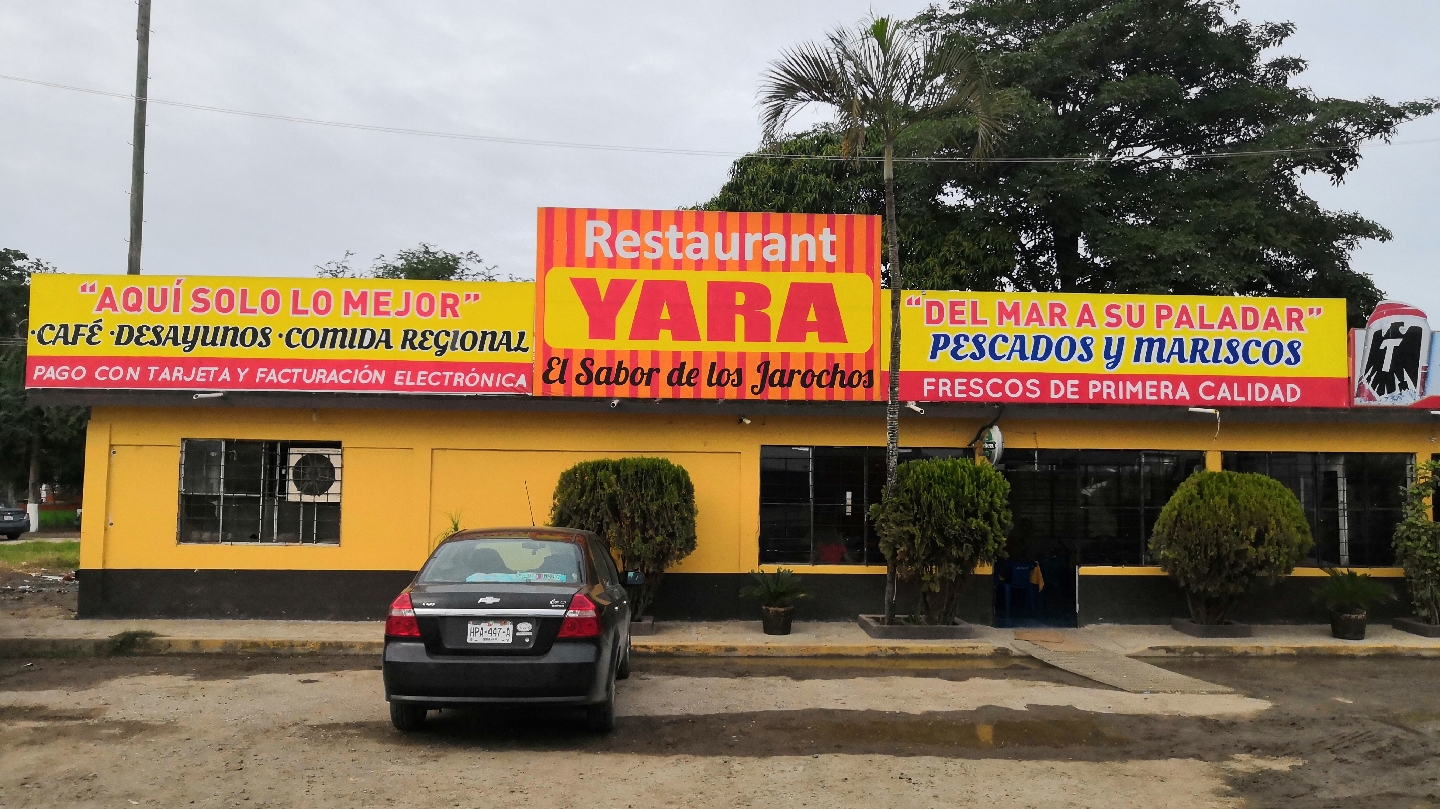 “AQUÍ SOLO LO MEJOR”
·CAFÉ ·DESAYUNOS ·COMIDA REGIONAL
PAGO CON TARJETA Y FACTURACIÓN ELECTRÓNICA
Restaurant
YARA
El Sabor de los Jarochos
“DEL MAR A SU PALADAR”
PESCADOS y MARISCOS
FRESCOS DE PRIMERA CALIDAD
T
HPA-447-A